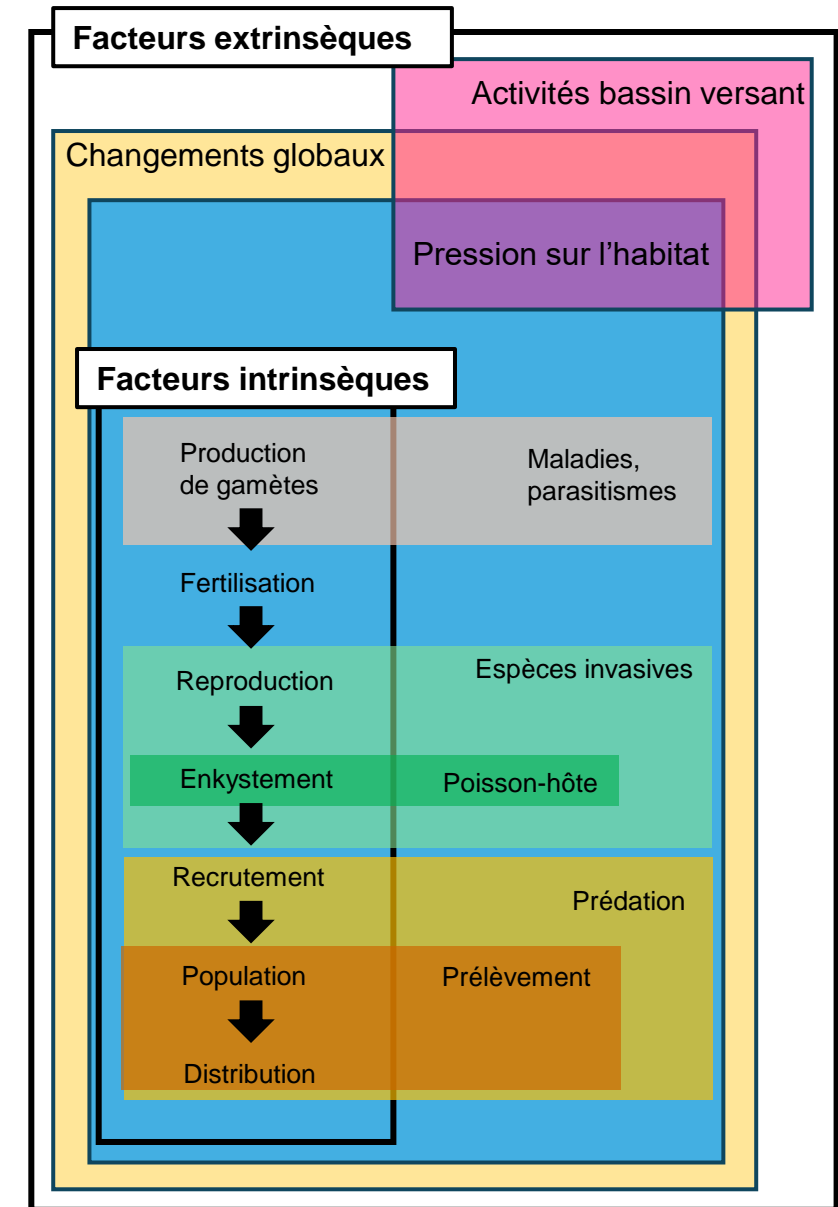 Facteurs extrinsèques
Activités bassin versant
Changements globaux
Pression sur l'habitat
Facteurs intrinsèques
Production
de gamètes
Maladies,
parasitismes
Fertilisation
Reproduction
Espèces invasives
Enkystement
Poisson-hôte
Recrutement
Prédation
Population
Prélèvement
Distribution